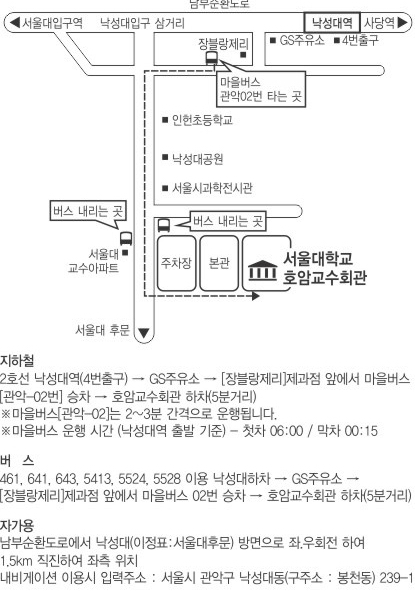 남부순환도로
◀서울대입구역 낙성대입구 삼거리 낙성대역 사당역▶
장블랑제리 ■ GS주유소 ■ 4번출구
마을버스
관악02번 타는 곳
■ 인헌초등학교
■ 낙성대공원
■ 서울시과학전시관
버스 내리는 곳
버스 내리는 곳
서울대
교수아파트
주차장 본관 서울대학교
호암교수회관
서울대 후문
지하철
2호선 낙성대역(4번출구) → GS주유소 → [장블랑제리]제과점 앞에서 마을버스
[관악-02번] 승차 → 호암교수회관 하차(5분거리)
※마을버스[관악-02]는 2~3분 간격으로 운행됩니다.
※마을버스 운행 시간 (낙성대역 출발 기준) - 첫차 06:00 / 막차 00:15
버 스
461, 641, 643, 5413, 5524, 5528 이용 낙성대하차 → GS주유소 →
[장블랑제리]제과점 앞에서 마을버스 02번 승차 → 호암교수회관 하차(5분거리)
자가용
남부순환도로에서 낙성대(이정표:서울대후문) 방면으로 좌.우회전 하여
1.5km 직진하여 좌측 위치
내비게이션 이용시 입력주소 : 서울시 관악구 낙성대동(구주소 : 봉천동) 239-1